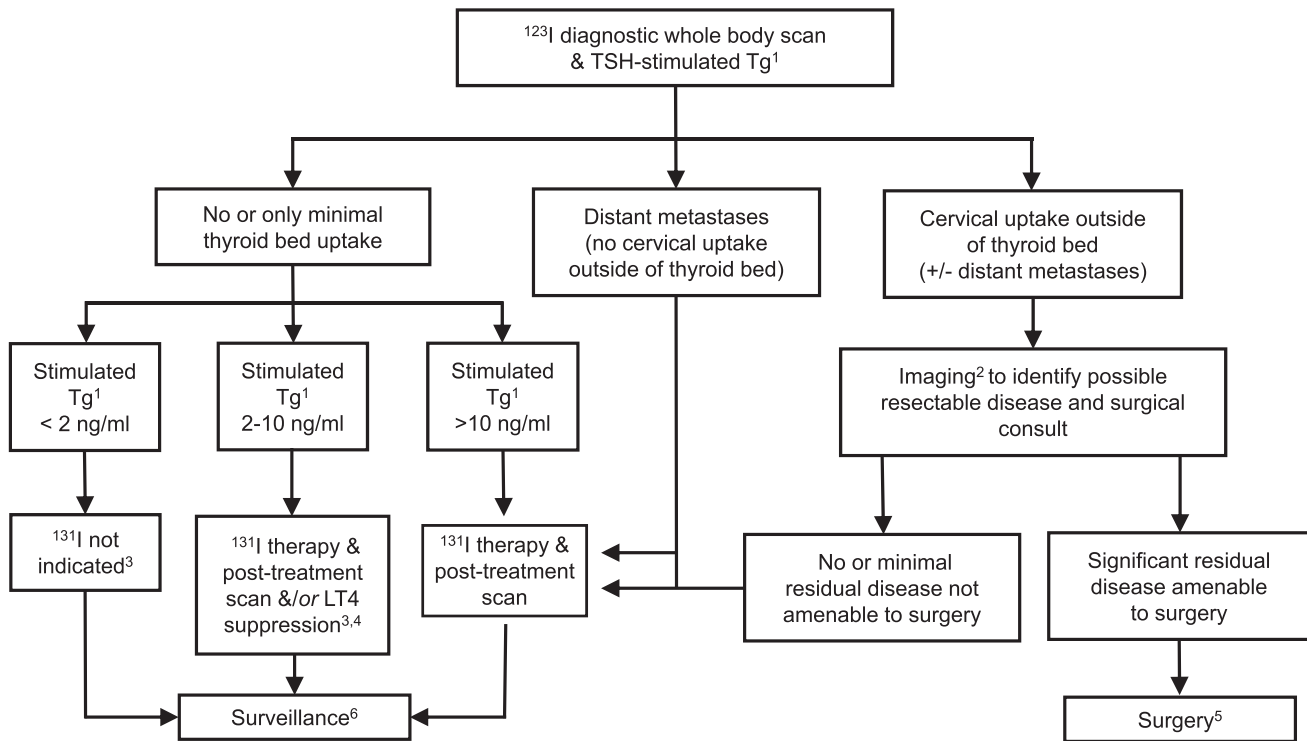 ¹²³I diagnostic whole body scan
& TSH-stimulated Tg¹
No or only minimal
thyroid bed uptake
Distant metastases
(no cervical uptake
outside of thyroid bed)
Cervical uptake outside
of thyroid bed
(+/- distant metastases)
Stimulated
Tg¹
< 2 ng/ml
Stimulated
Tg¹
2-10 ng/ml
Stimulated
Tg¹
>10 ng/ml
Imaging² to identify possible
resectable disease and surgical
consult
¹³¹I not
indicated³
¹³¹I therapy &
post-treatment
scan &/or LT4
suppression³,⁴
¹³¹I therapy &
post-treatment
scan
No or minimal
residual disease not
amenable to surgery
Significant residual
disease amenable
to surgery
Surveillance⁶
Surgery⁵